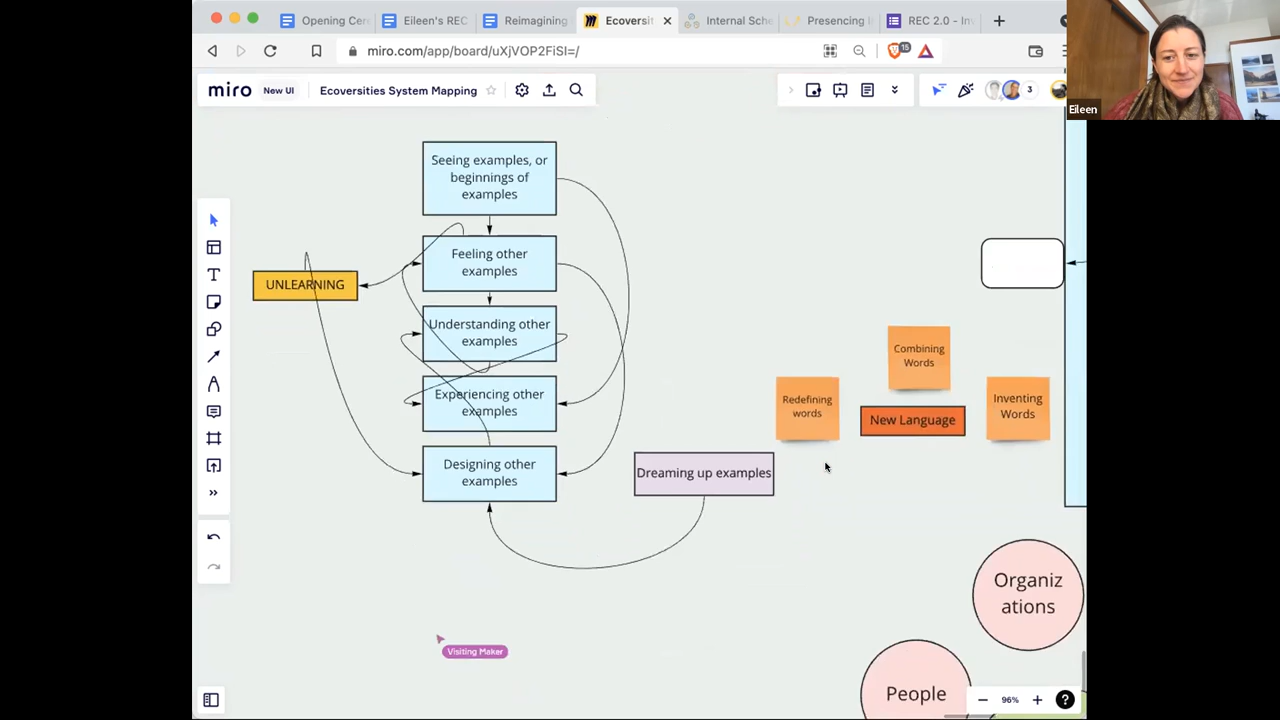 Opening Cer
Eileen's REC
Reimagining
Ecoversit
Internal Sche
Presencing I
REC 2.0 - Inv
miro.com/app/board/uXjVOP2FiSI=/
15
miro
New UI
Ecoversities System Mapping
3
Eileen
Seeing examples, or
beginnings of
examples
Feeling other
examples
UNLEARNING
Understanding other
examples
Experiencing other
examples
Designing other
examples
Dreaming up examples
Combining
Words
Redefining
words
New Language
Inventing
Words
Organiz
ations
People
Visiting Maker
96%
?